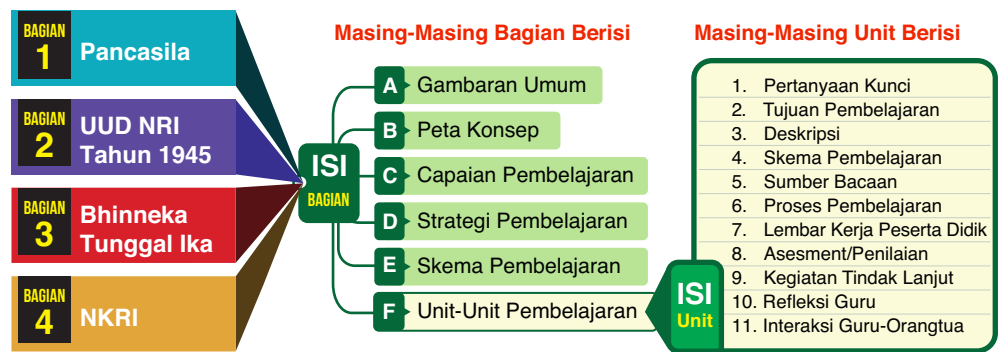 BAGIAN
1
Pancasila
BAGIAN
2
UUD NRI
Tahun 1945
BAGIAN
3
Bhinneka
Tunggal Ika
BAGIAN
4
NKRI
ISI
BAGIAN
Masing-Masing Bagian Berisi
A Gambaran Umum
B Peta Konsep
C Capaian Pembelajaran
D Strategi Pembelajaran
E Skema Pembelajaran
F Unit-Unit Pembelajaran
ISI
Unit
Masing-Masing Unit Berisi
1. Pertanyaan Kunci
2. Tujuan Pembelajaran
3. Deskripsi
4. Skema Pembelajaran
5. Sumber Bacaan
6. Proses Pembelajaran
7. Lembar Kerja Peserta Didik
8. Asesment/Penilaian
9. Kegiatan Tindak Lanjut
10. Refleksi Guru
11. Interaksi Guru-Orangtua